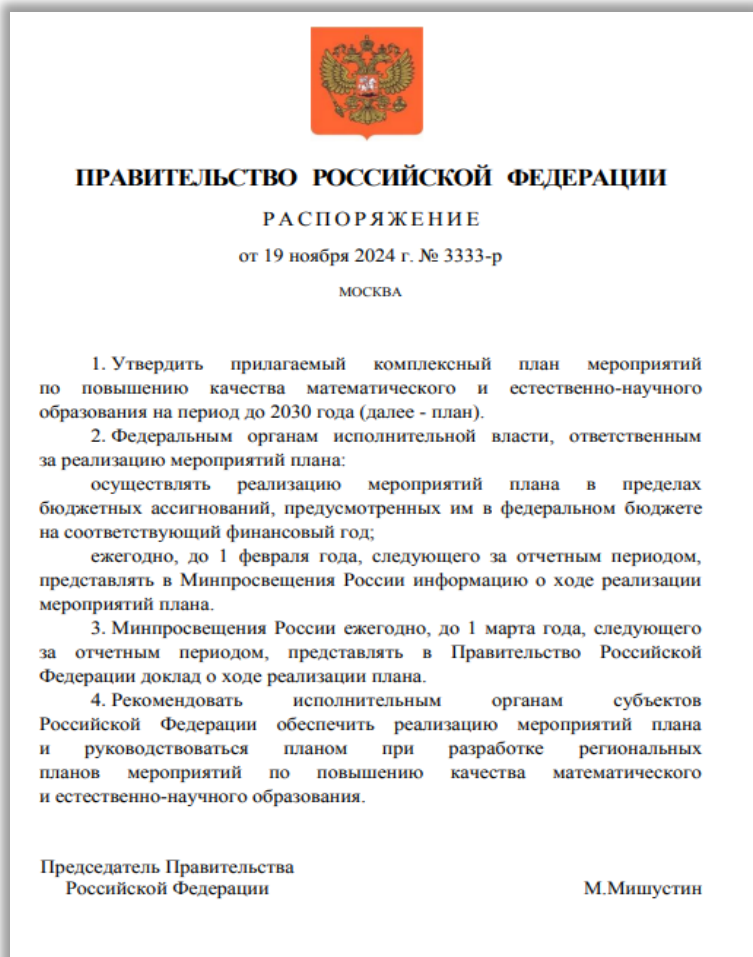 ПРАВИТЕЛЬСТВО РОССИЙСКОЙ ФЕДЕРАЦИИ
РАСПОРЯЖЕНИЕ
от 19 ноября 2024 г. № 3333-р
МОСКВА
1. Утвердить прилагаемый комплексный план мероприятий
по повышению качества математического и естественно-научного
образования на период до 2030 года (далее - план).
2. Федеральным органам исполнительной власти, ответственным
за реализацию мероприятий плана:
осуществлять реализацию мероприятий плана в пределах
бюджетных ассигнований, предусмотренных им в федеральном бюджете
на соответствующий финансовый год;
ежегодно, до 1 февраля года, следующего за отчетным периодом,
представлять в Минпросвещения России информацию о ходе реализации
мероприятий плана.
3. Минпросвещения России ежегодно, до 1 марта года, следующего
за отчетным периодом, представлять в Правительство Российской
Федерации доклад о ходе реализации плана.
4. Рекомендовать исполнительным органам субъектов
Российской Федерации обеспечить реализацию мероприятий плана
и руководствоваться планом при разработке региональных
планов мероприятий по повышению качества математического
и естественно-научного образования.
Председатель Правительства
Российской Федерации М.Мишустин